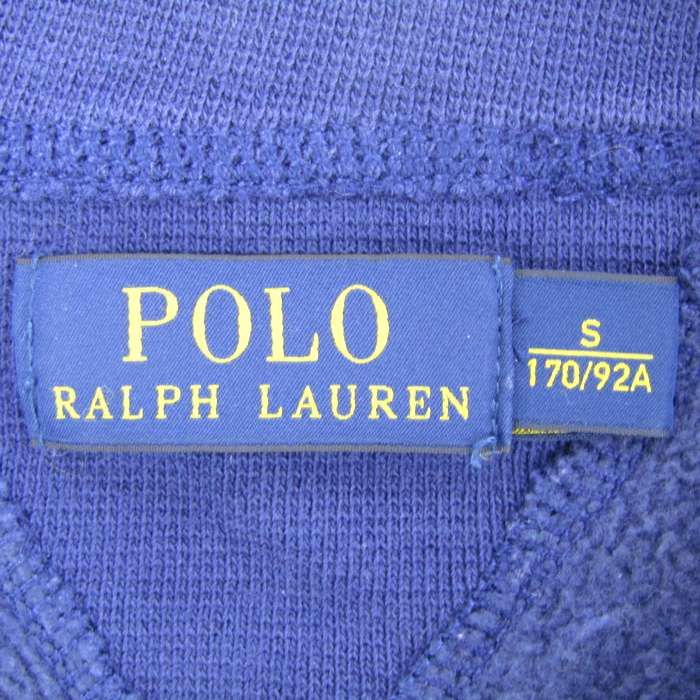 POLO
RALPH LAUREN
S
170/92A